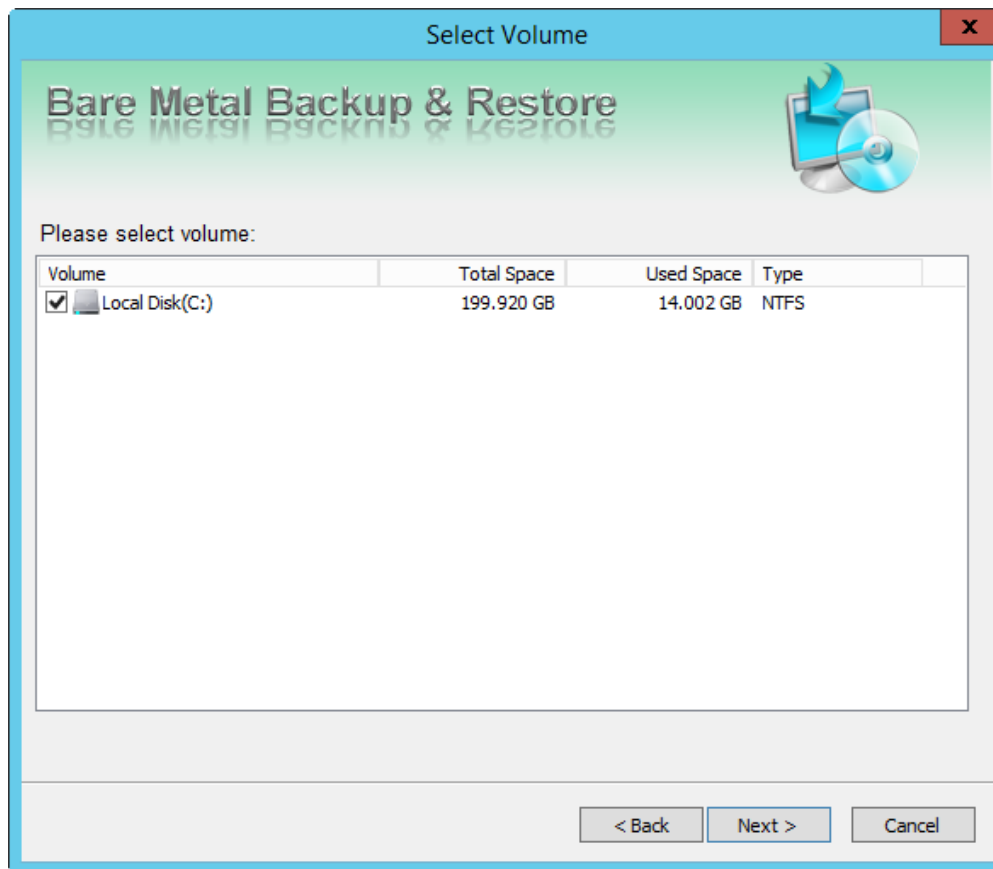 Select Volume
x
Bare Metal Backup & Restore
Please select volume:
Volume Total Space Used Space Type
Local Disk(C:) 199.920 GB 14.002 GB NTFS
< Back Next > Cancel